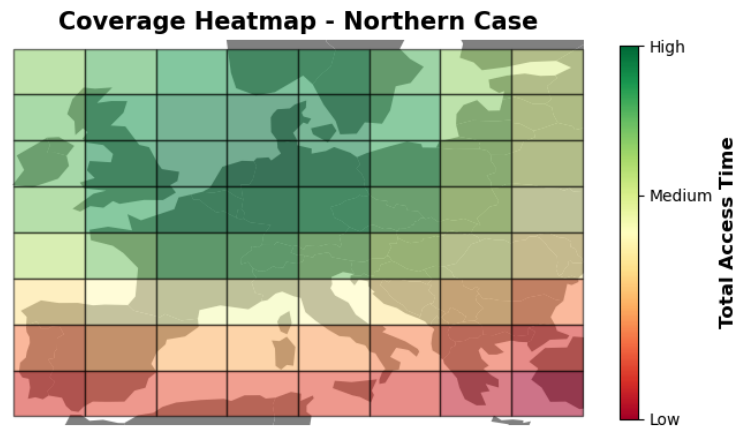 Coverage Heatmap - Northern Case
High
Medium
Low
Total Access Time